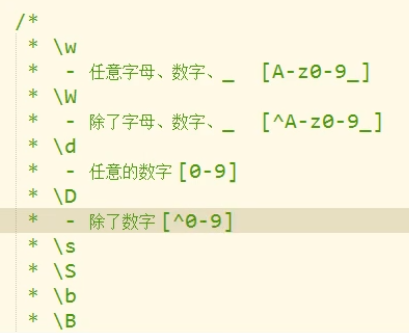 /*
* \w
* - 任意字母、数字、_ [A-z0-9_]
* \W
* - 除了字母、数字、_ [^A-z0-9_]
* \d
* - 任意的数字 [0-9]
* \D
* - 除了数字 [^0-9]
* \s
* \S
* \b
* \B